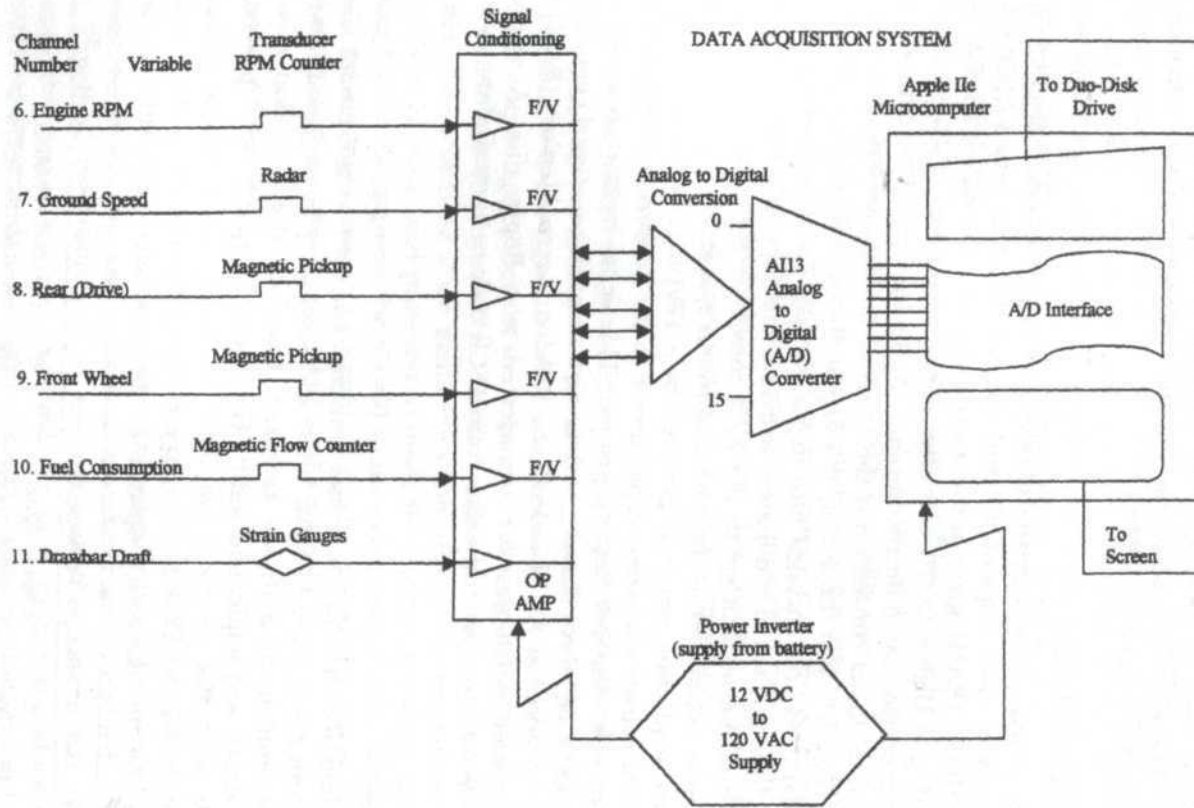 Signal
Conditioning
DATA ACQUISITION SYSTEM
Channel
Number
Variable
Transducer
RPM Counter
Apple IIe
Microcomputer
To Duo-Disk
Drive
6. Engine RPM
F/V
Radar
7. Ground Speed
F/V
Analog to Digital
Conversion
0
Magnetic Pickup
8. Rear (Drive)
F/V
AI13
Analog
to
Digital
(A/D)
Converter
A/D Interface
Magnetic Pickup
9. Front Wheel
F/V
15
Magnetic Flow Counter
10. Fuel Consumption
F/V
Strain Gauges
11. Drawbar Draft
OP
AMP
To
Screen
Power Inverter
(supply from battery)
12 VDC
to
120 VAC
Supply